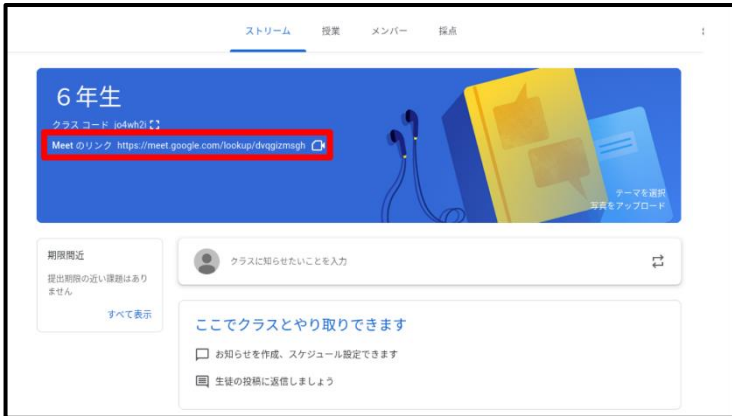 ストリーム 授業 メンバー 採点
6年生
クラス コード jo4wh2i
Meet のリンク https://meet.google.com/lookup/dvqgizmsgh
テーマを選択
写真をアップロード
期限間近
提出期限の近い課題はあり
ません
すべて表示
クラスに知らせたいことを入力
ここでクラスとやり取りできます
お知らせを作成、スケジュール設定できます
生徒の投稿に返信しましょう